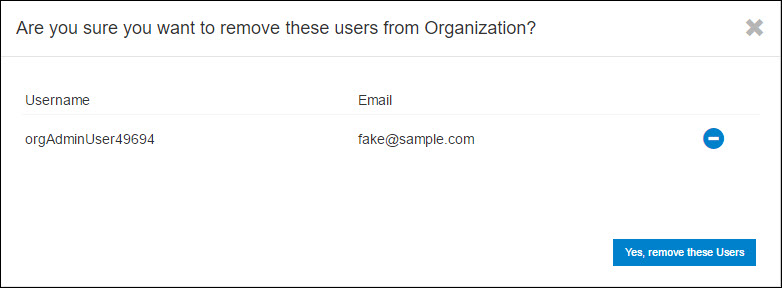 Are you sure you want to remove these users from Organization?
Username Email
orgAdminUser49694 fake@sample.com
Yes, remove these Users